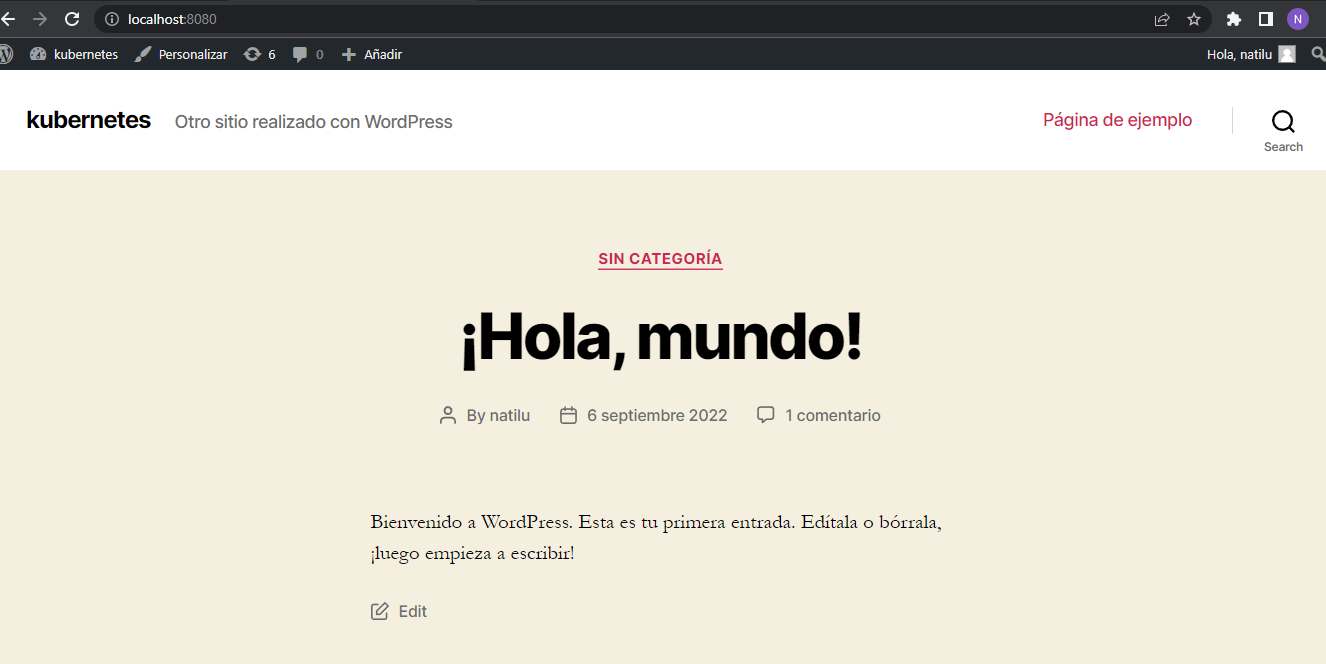 localhost:8080
N
kubernetes Personalizar 6 0 Añadir Hola, natilu
kubernetes Otro sitio realizado con WordPress Página de ejemplo
Search
SIN CATEGORÍA
¡Hola, mundo!
By natilu 6 septiembre 2022 1 comentario
Bienvenido a WordPress. Esta es tu primera entrada. Edítala o bórrala,
¡luego empieza a escribir!
Edit